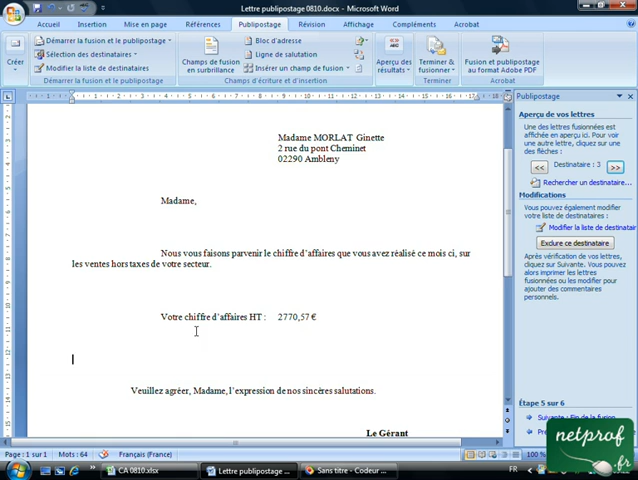 Lettre publipostage 0810.docx - Microsoft Word
Accueil Insertion Mise en page Références Publipostage Révision Affichage Compléments Acrobat
Créer
Démarrer la fusion et le publipostage
Sélection des destinataires
Modifier la liste de destinataires
Démarrer la fusion et le publipostage
Champs de fusion
en surbrillance
Bloc d'adresse
Ligne de salutation
Insérer un champ de fusion
Champs d'écriture et d'insertion
ABC
Aperçu des
résultats
Terminer &
fusionner
Terminer
Fusion et publipostage
au format Adobe PDF
Acrobat
Publipostage
Aperçu de vos lettres
Une des lettres fusionnées est
affichée en aperçu ici. Pour
voir une autre lettre, cliquez sur
une des flèches :
<< Destinataire : 3 >>
Rechercher un destinataire...
Modifications
Vous pouvez également modifier
votre liste de destinataires :
Modifier la liste de destinatair
Exclure ce destinataire
Après vérification de vos lettres,
cliquez sur Suivante. Vous
pouvez alors imprimer les lettres
fusionnées ou les modifier pour
ajouter des commentaires
personnels.
Étape 5 sur 6
Suivante : Fin de la fusion
Madame MORLAT Ginette
2 rue du pont Cheminet
02290 Ambleny
Madame,
Nous vous faisons parvenir le chiffre d'affaires que vous avez réalisé ce mois ci, sur
les ventes hors taxes de votre secteur.
Votre chiffre d'affaires HT : 2770,57 €
Veuillez agréer, Madame, l'expression de nos sincères salutations.
Le Gérant
netprof
.fr
Page : 1 sur 1 Mots : 64 Français (France) 100 %
CA 0810.xlsx Lettre publipostage ... Sans titre - Codeur ... FR